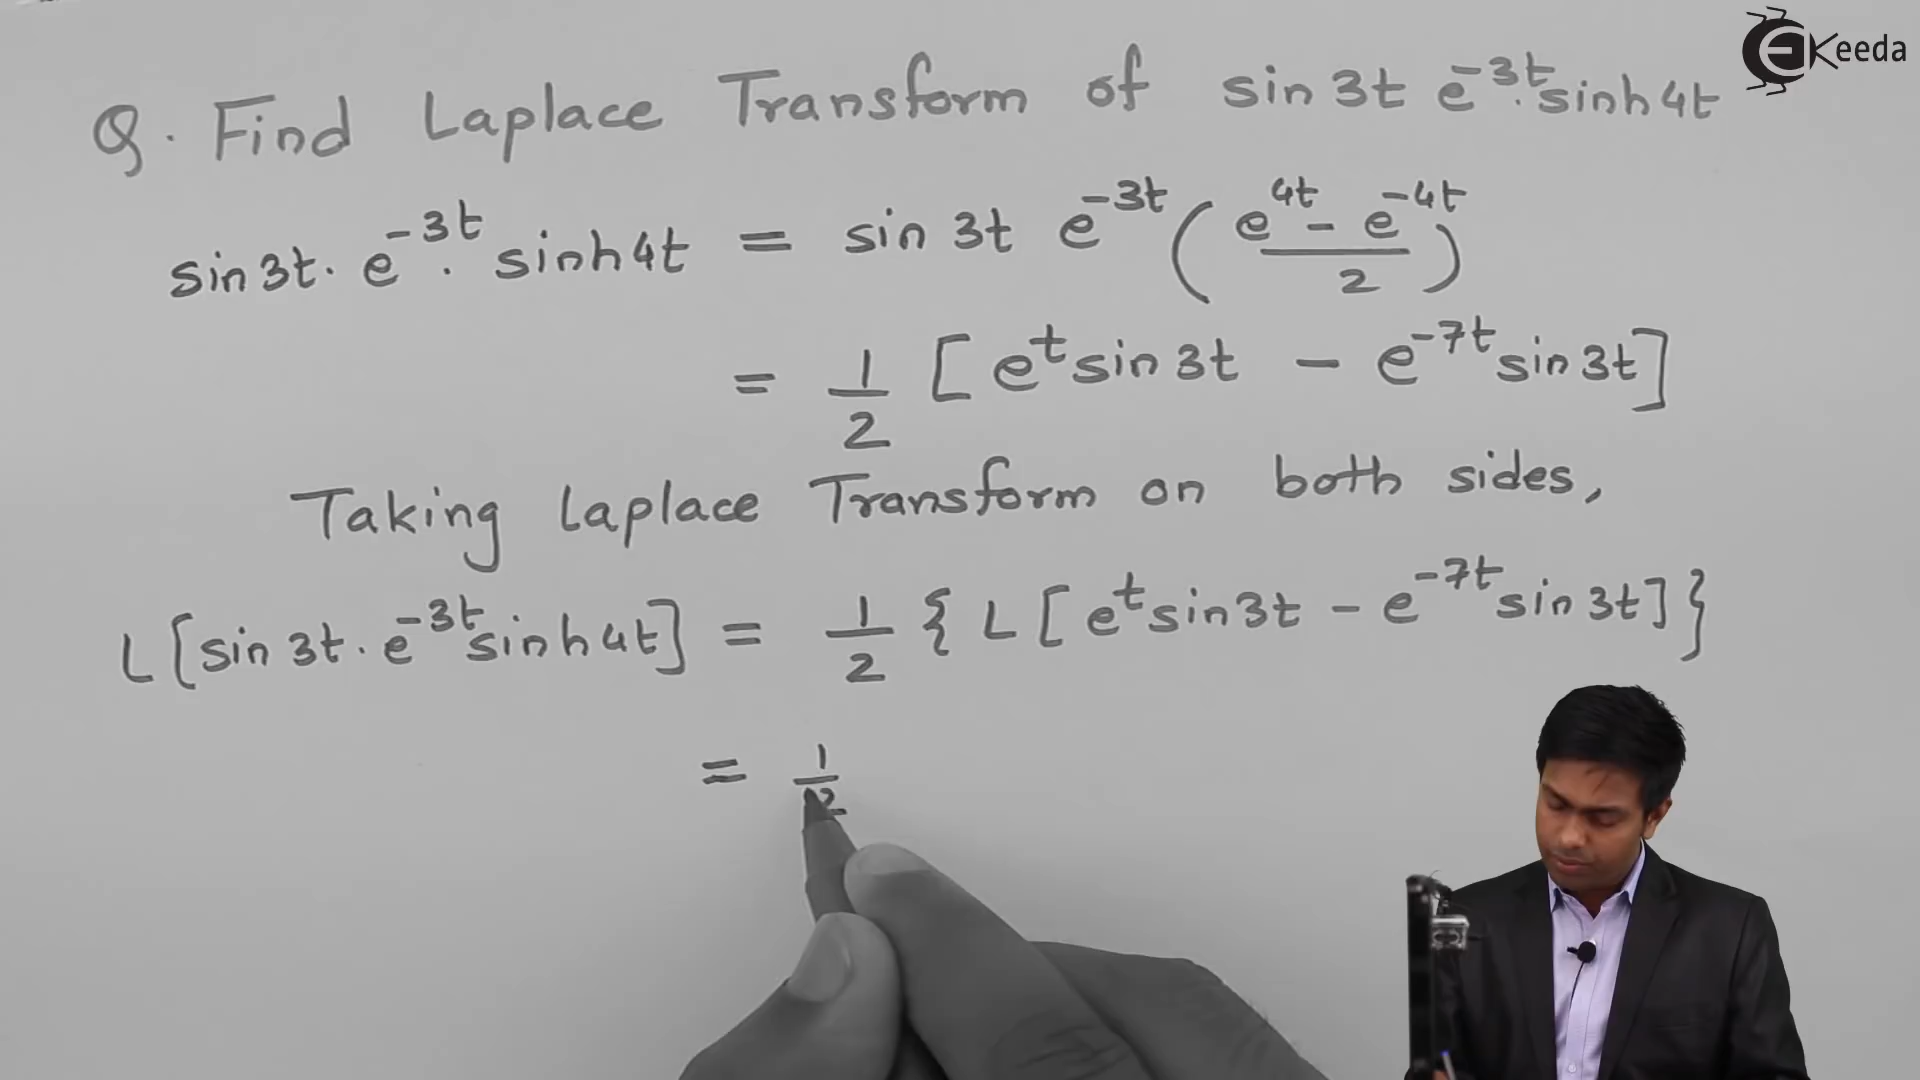 EKeeda
Q. Find Laplace Transform of sin 3t e^{-3t}. sinh 4t
sin 3t. e^{-3t}. sinh 4t = sin 3t e^{-3t} ( (e^{4t} - e^{-4t}) / 2 )
= 1/2 [ e^t sin 3t - e^{-7t} sin 3t ]
Taking Laplace Transform on both sides,
L[sin 3t. e^{-3t} sinh 4t] = 1/2 { L [ e^t sin 3t - e^{-7t} sin 3t ] }
= 1/2